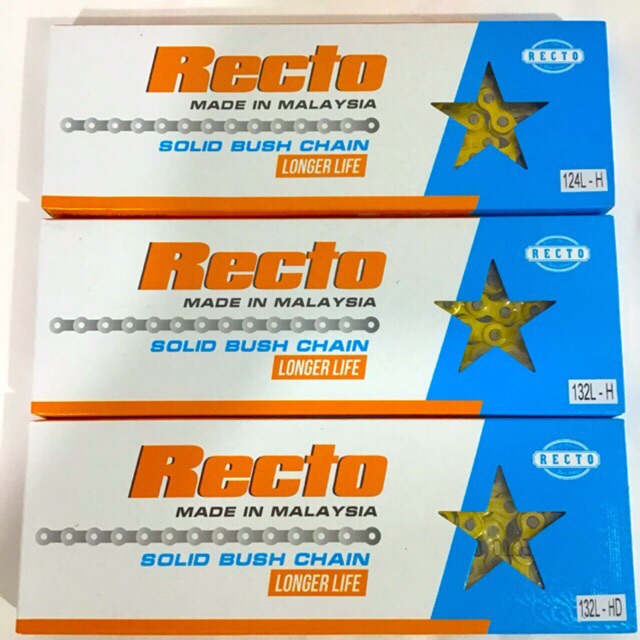 Recto
MADE IN MALAYSIA
SOLID BUSH CHAIN
LONGER LIFE
RECTO
124L - H
Recto
MADE IN MALAYSIA
SOLID BUSH CHAIN
LONGER LIFE
RECTO
132L - H
Recto
MADE IN MALAYSIA
SOLID BUSH CHAIN
LONGER LIFE
RECTO
132L - HD